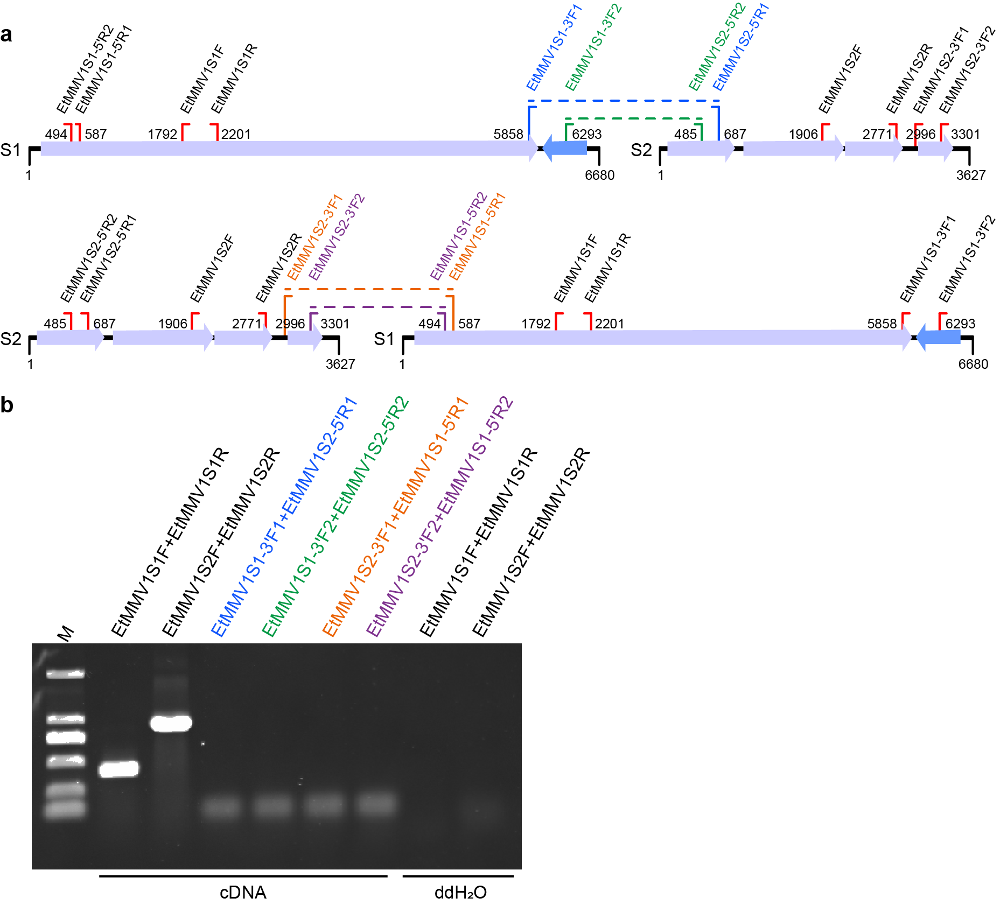 a
EtMMV1S1-5'R2
EtMMV1S1-5'R1
EtMMV1S1F
EtMMV1S1R
EtMMV1S1-3'F1
EtMMV1S1-3'F2
EtMMV1S2-5'R2
EtMMV1S2-5'R1
EtMMV1S2F
EtMMV1S2R
EtMMV1S2-3'F1
EtMMV1S2-3'F2
494 587 1792 2201 5858 6293 485 687 1906 2771 2996 3301
S1 S2
1 6680 1 3627
EtMMV1S2-5'R2
EtMMV1S2-5'R1
EtMMV1S2F
EtMMV1S2R
EtMMV1S2-3'F1
EtMMV1S2-3'F2
EtMMV1S1-5'R2
EtMMV1S1-5'R1
EtMMV1S1F
EtMMV1S1R
EtMMV1S1-3'F1
EtMMV1S1-3'F2
485 687 1906 2771 2996 3301 494 587 1792 2201 5858 6293
S2 S1
1 3627 1 6680
b
M
EtMMV1S1F+EtMMV1S1R
EtMMV1S2F+EtMMV1S2R
EtMMV1S1-3'F1+EtMMV1S2-5'R1
EtMMV1S1-3'F2+EtMMV1S2-5'R2
EtMMV1S2-3'F1+EtMMV1S1-5'R1
EtMMV1S2-3'F2+EtMMV1S1-5'R2
EtMMV1S1F+EtMMV1S1R
EtMMV1S2F+EtMMV1S2R
cDNA ddH₂O